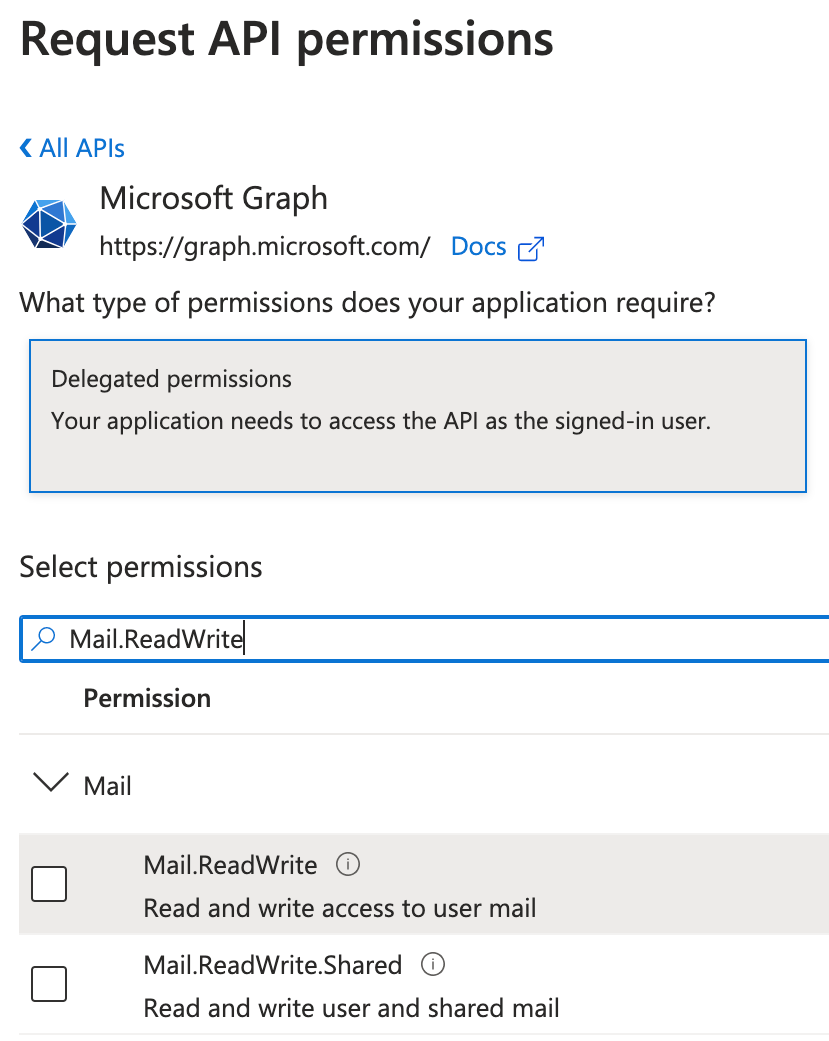 Request API permissions
All APIs
Microsoft Graph
https://graph.microsoft.com/ Docs
What type of permissions does your application require?
Delegated permissions
Your application needs to access the API as the signed-in user.
Select permissions
Mail.ReadWrite
Permission
Mail
Mail.ReadWrite
Read and write access to user mail
Mail.ReadWrite.Shared
Read and write user and shared mail